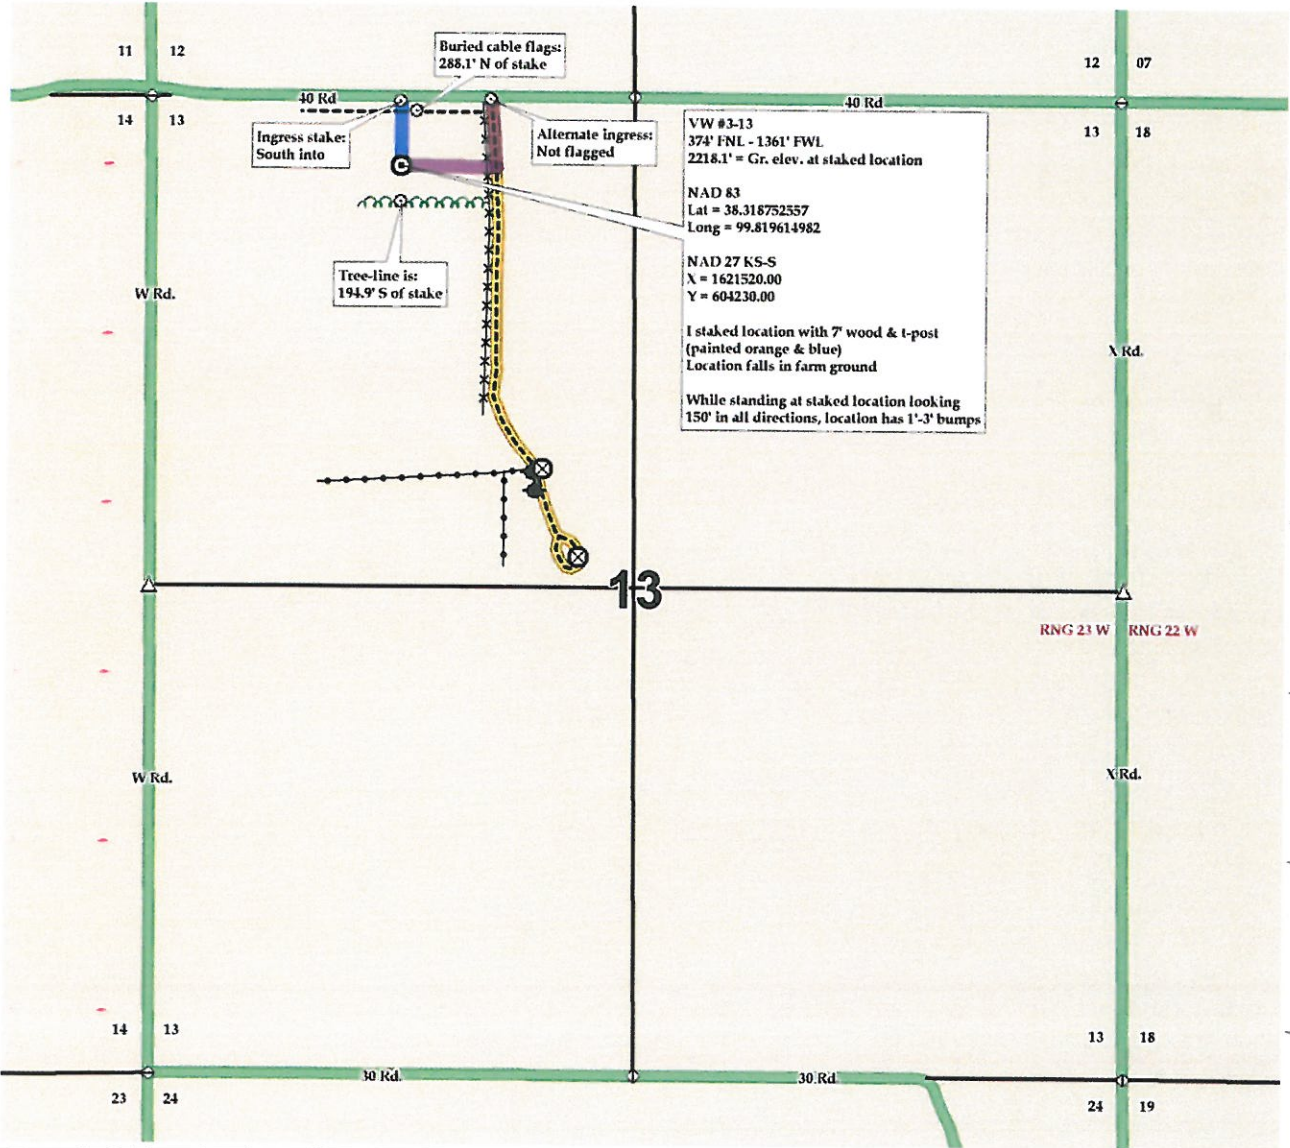 11 12
12 07
Buried cable flags:
288.1' N of stake
40 Rd
40 Rd
14 13
13 18
Ingress stake:
South into
Alternate ingress:
Not flagged
VW #3-13
374' FNL - 1361' FWL
2218.1' = Gr. elev. at staked location
NAD 83
Lat = 38.318752557
Long = 99.819614982
NAD 27 KS-S
X = 1621520.00
Y = 604230.00
I staked location with 7' wood & t-post
(painted orange & blue)
Location falls in farm ground
While standing at staked location looking
150' in all directions, location has 1'-3' bumps
Tree-line is:
194.9' S of stake
W Rd.
X Rd.
13
RNG 23 W RNG 22 W
W Rd.
X Rd.
14 13
13 18
30 Rd.
30 Rd
23 24
24 19